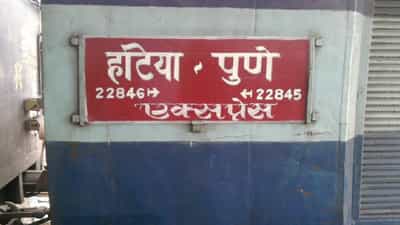 हटिया - पुणे
22846↦ ↤22845
एक्सप्रेस